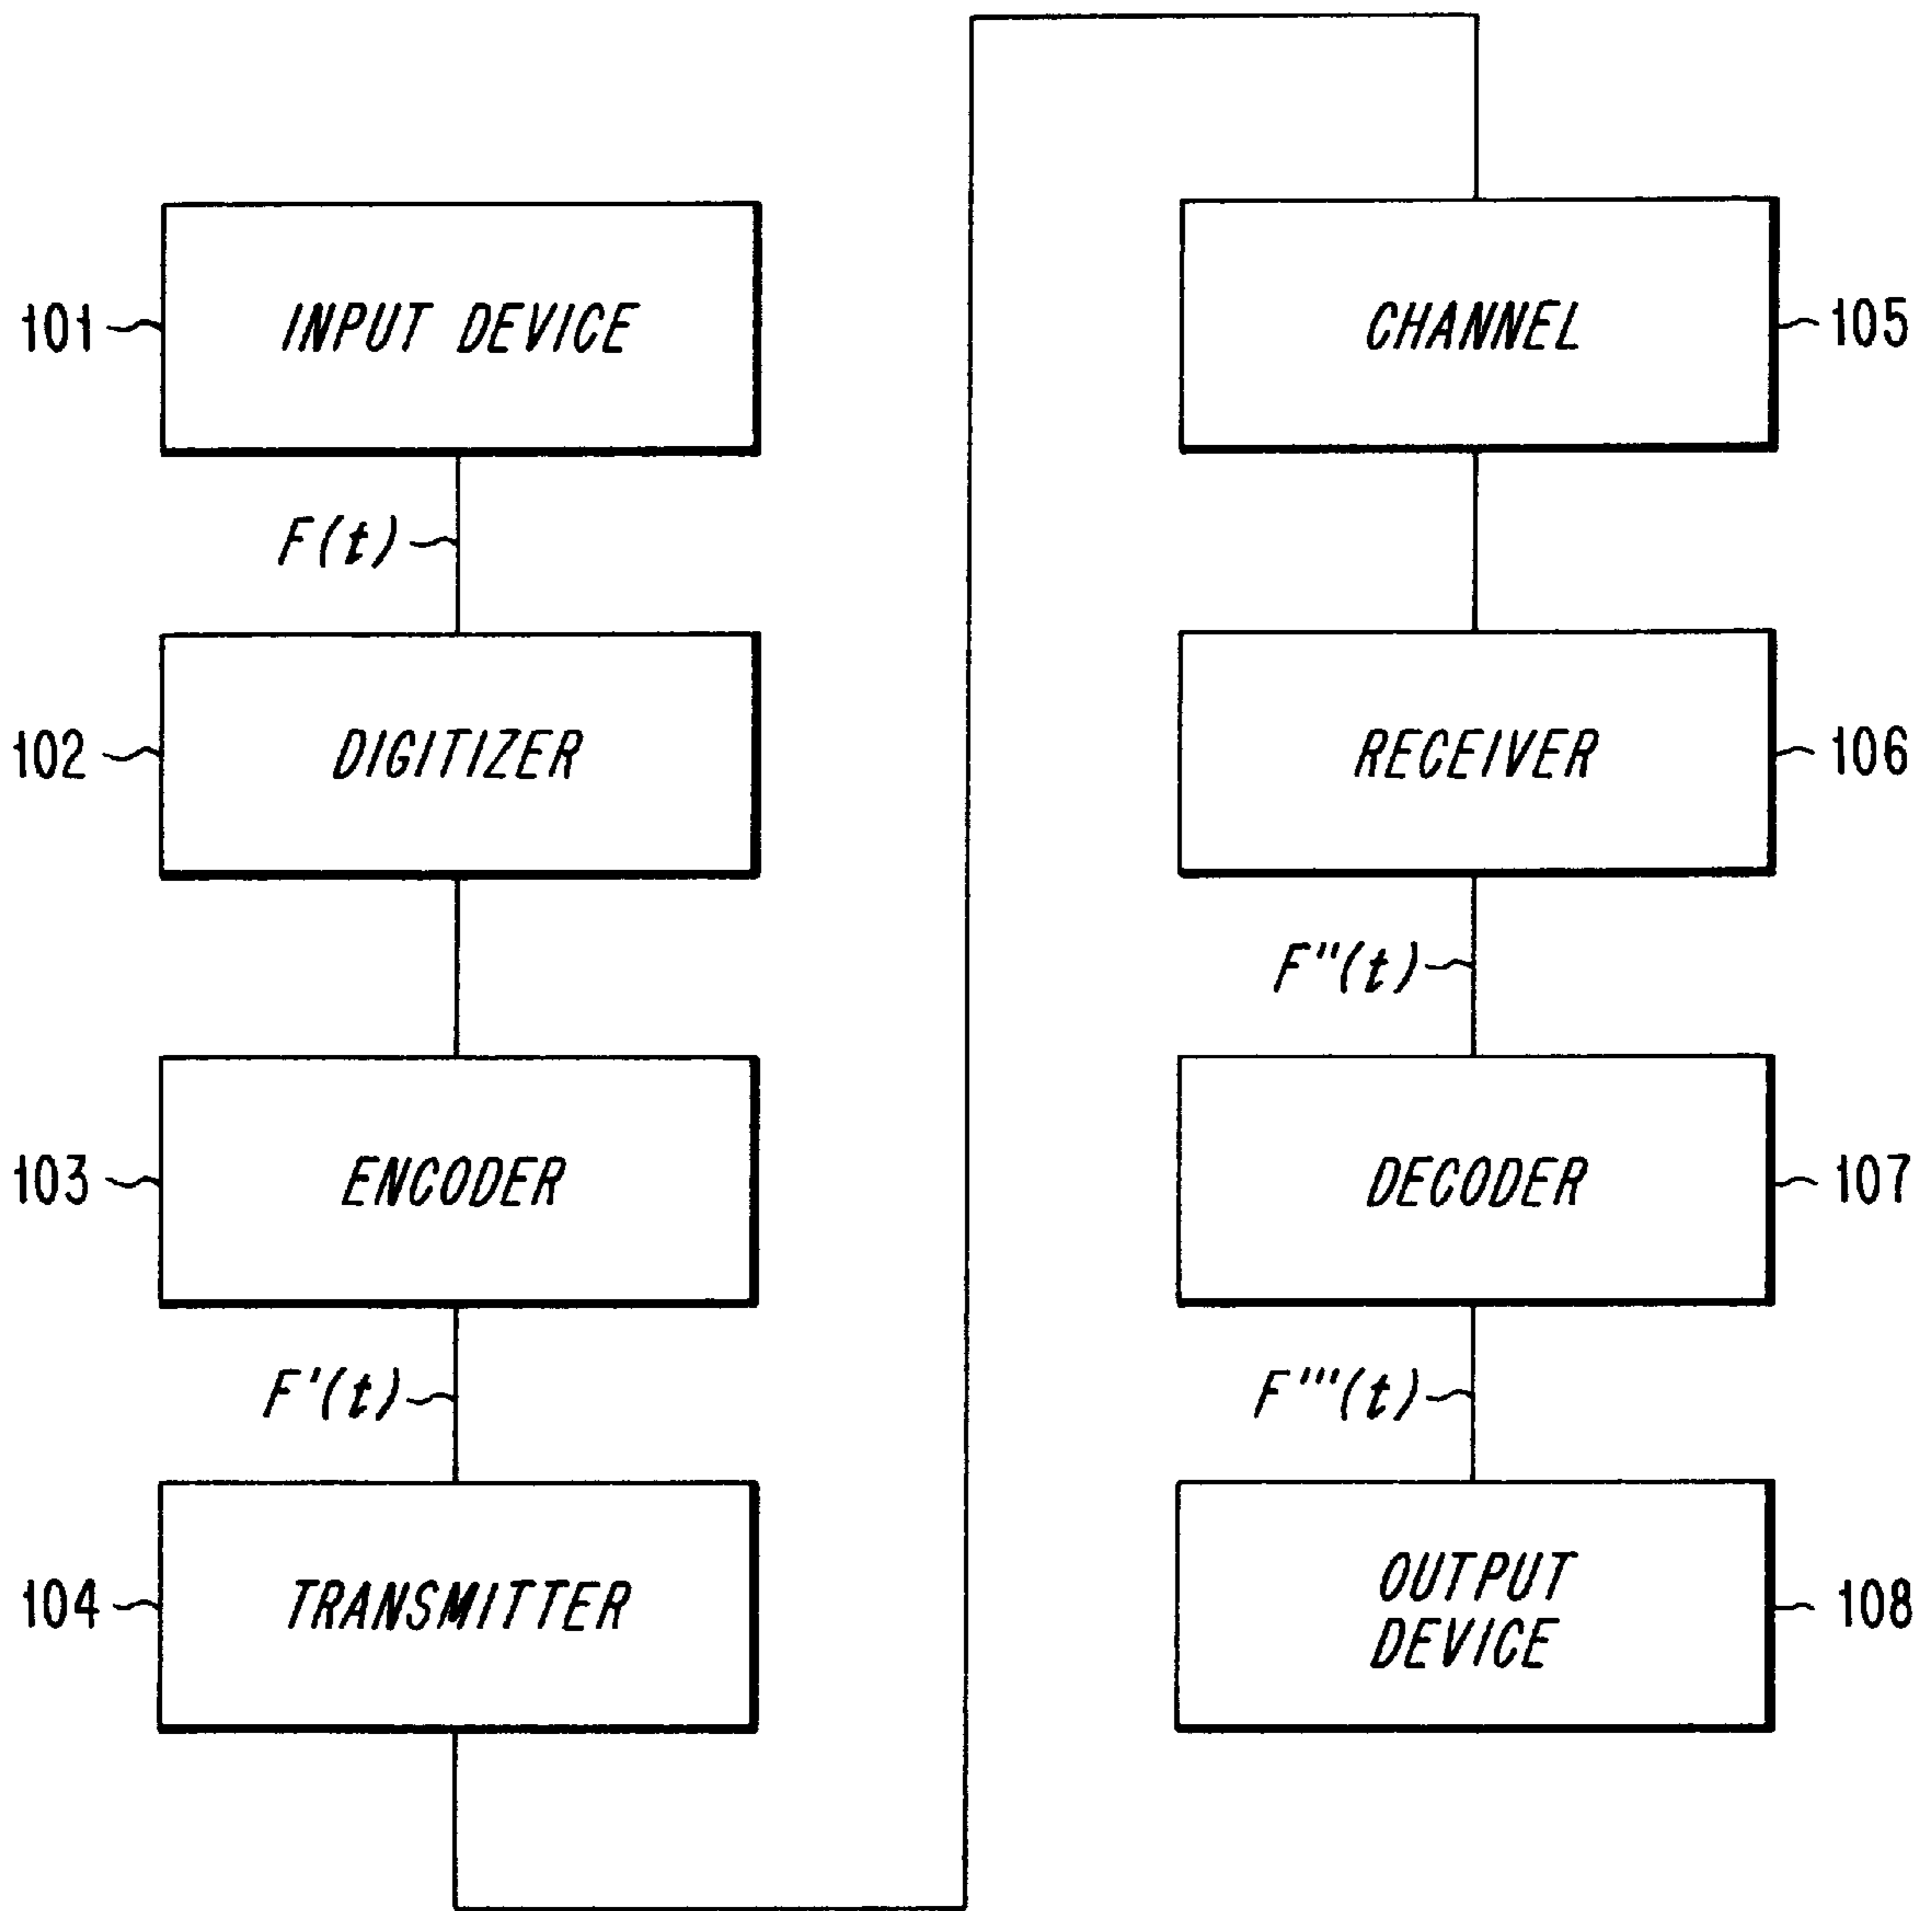 101
INPUT DEVICE
F(t)
102
DIGITIZER
103
ENCODER
F'(t)
104
TRANSMITTER
CHANNEL
105
RECEIVER
106
F''(t)
DECODER
107
F'''(t)
OUTPUT
DEVICE
108